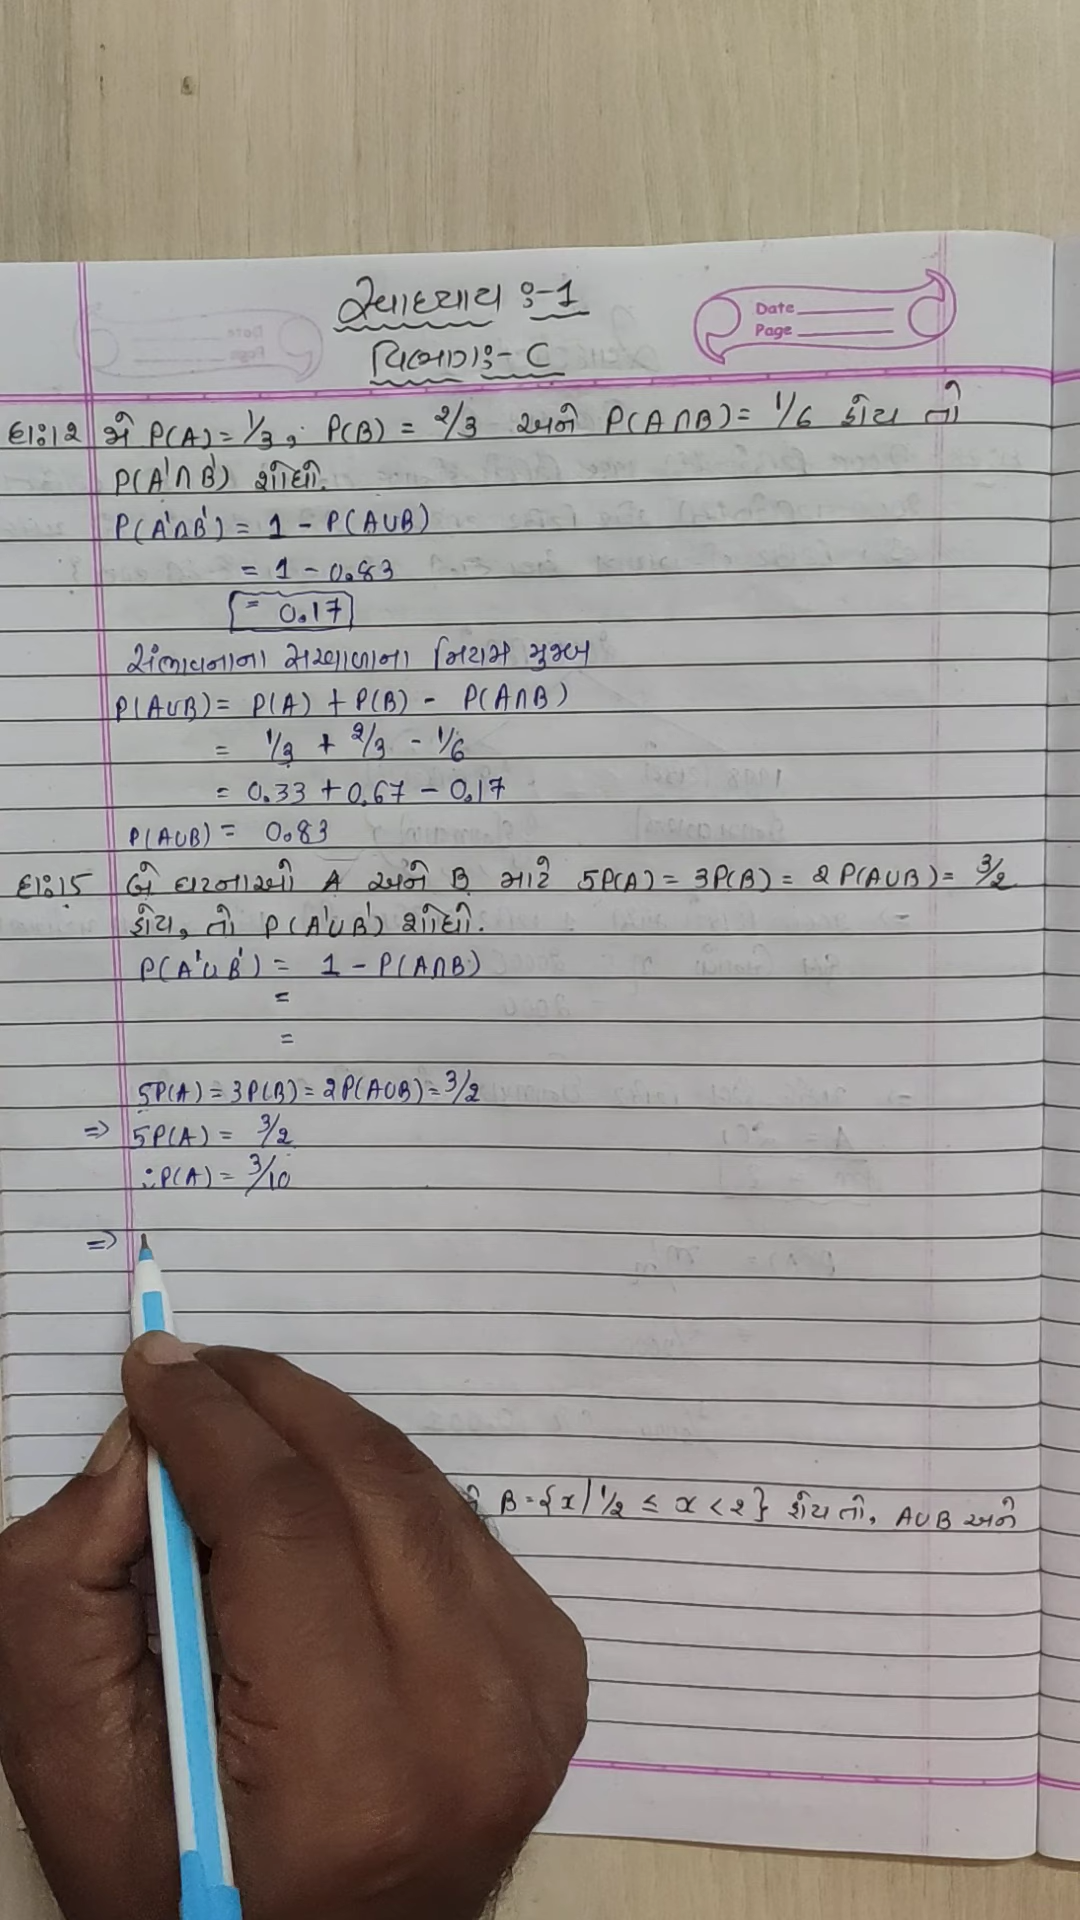 સ્વાધ્યાય :- 1
Date
Page
વિભાગ :- C
દા:12 જો P(A) = 1/3, P(B) = 2/3 અને P(A∩B) = 1/6 હોય તો
P(A'∩B') શોધો.
P(A'∩B') = 1 - P(A∪B)
= 1 - 0.83
= 0.17
સંભાવનાના સરવાળાના નિયમ મુજબ
P(A∪B) = P(A) + P(B) - P(A∩B)
= 1/3 + 2/3 - 1/6
= 0.33 + 0.67 - 0.17
P(A∪B) = 0.83
દા:15 બે ઘટનાઓ A અને B માટે 5P(A) = 3P(B) = 2P(A∪B) = 3/2
હોય, તો P(A'∪B') શોધો.
P(A'∪B') = 1 - P(A∩B)
=
=
5P(A) = 3P(B) = 2P(A∪B) = 3/2
⇒ 5P(A) = 3/2
∴ P(A) = 3/10
⇒
B = {x | 1/2 ≤ x < 2} હોય તો, A∪B અને